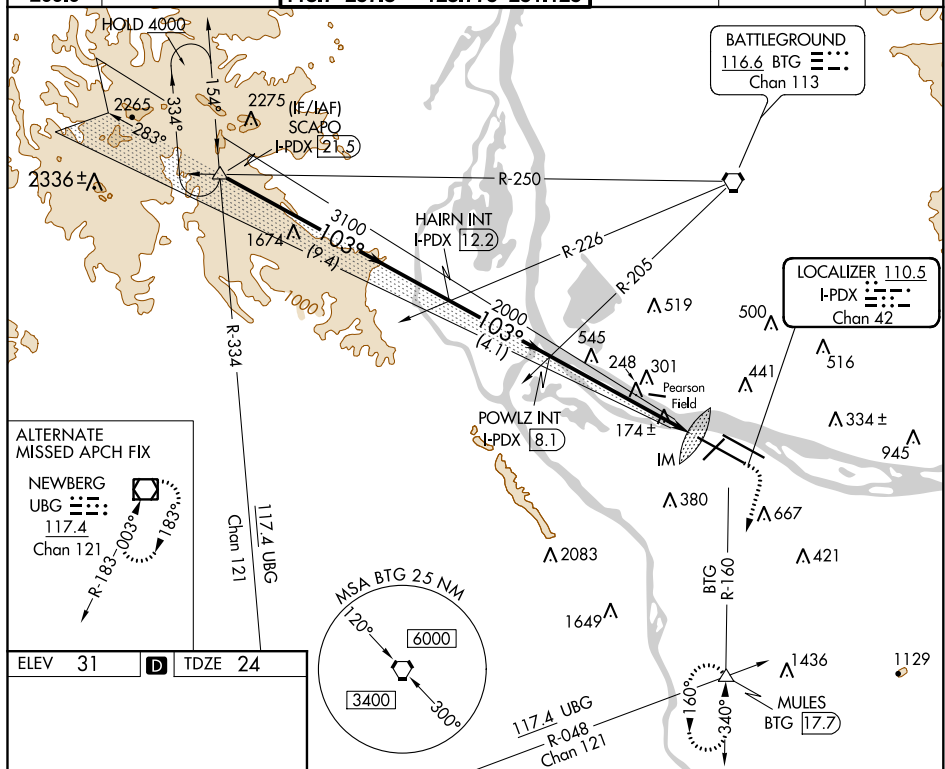 HOLD 4000
BATTLEGROUND
116.6 BTG
Chan 113
154°
334°
2265
283°
2275
(IF/IAF)
SCAPO
I-PDX 21.5
2336±
R-250
3100
103°
(9.4)
1674
1000
HAIRN INT
I-PDX 12.2
R-226
R-205
LOCALIZER 110.5
I-PDX
Chan 42
2000
103°
(4.1)
519
500
545
516
248
301
441
Pearson
Field
R-334
POWLZ INT
I-PDX 8.1
174±
334±
945
IM
ALTERNATE
MISSED APCH FIX
NEWBERG
UBG
117.4
Chan 121
R-183
003°
183°
117.4 UBG
Chan 121
380
667
2083
421
BTG
R-160
MSA BTG 25 NM
120°
6000
3400
300°
1649
1436
1129
ELEV 31
D
TDZE 24
160°
340°
MULES
BTG 17.7
117.4 UBG
R-048
Chan 121